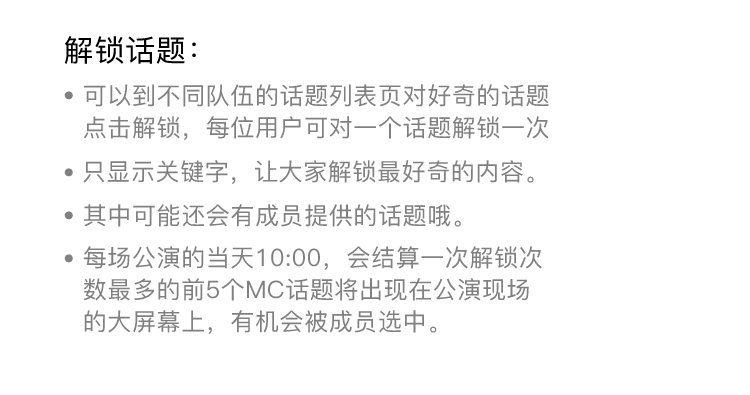 解锁话题：
• 可以到不同队伍的话题列表页对好奇的话题
点击解锁，每位用户可对一个话题解锁一次
• 只显示关键字，让大家解锁最好奇的内容。
• 其中可能还会有成员提供的话题哦。
• 每场公演的当天10:00，会结算一次解锁次
数最多的前5个MC话题将出现在公演现场
的大屏幕上，有机会被成员选中。